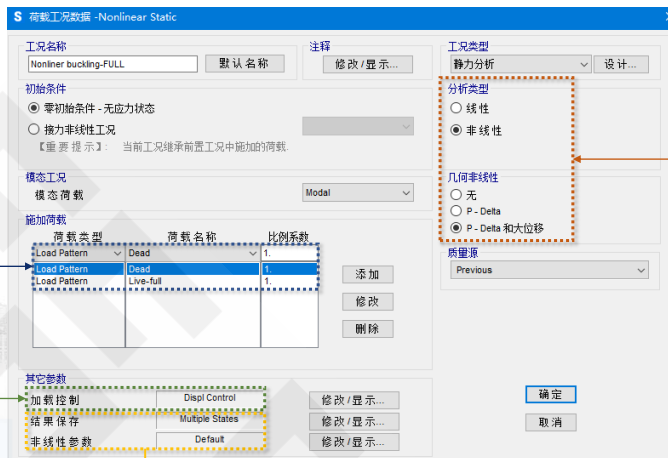 S 荷载工况数据 -Nonlinear Static
工况名称
Nonliner buckling-FULL
默认名称
注释
修改/显示...
工况类型
静力分析
设计...
初始条件
零初始条件 - 无应力状态
接力非线性工况
【重要提示】: 当前工况继承前置工况中施加的荷载.
分析类型
线性
非线性
模态工况
模态荷载
Modal
几何非线性
无
P - Delta
P - Delta 和大位移
施加荷载
荷载类型 荷载名称 比例系数
Load Pattern Dead 1.
Load Pattern Dead 1.
Load Pattern Live-full 1.
添加
修改
删除
质量源
Previous
其它参数
加载控制 Displ Control 修改/显示...
结果保存 Multiple States 修改/显示...
非线性参数 Default 修改/显示...
确定
取消